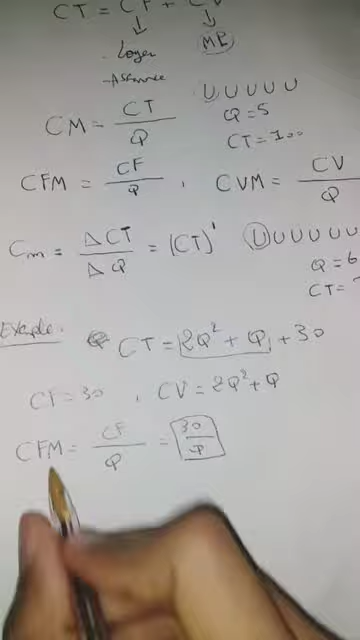 CT = CF + CV
- Loyer
MP
- Assurance
CM = CT / Q
U U U U U
Q = 5
CT = 100
CFM = CF / Q , CVM = CV / Q
Cm = ΔCT / ΔQ = (CT)'
U U U U U
Q = 6
CT =
Exemple.
CT = 2Q² + Q + 30
CF = 30 , CV = 2Q² + Q
CFM = CF / Q = 30 / Q